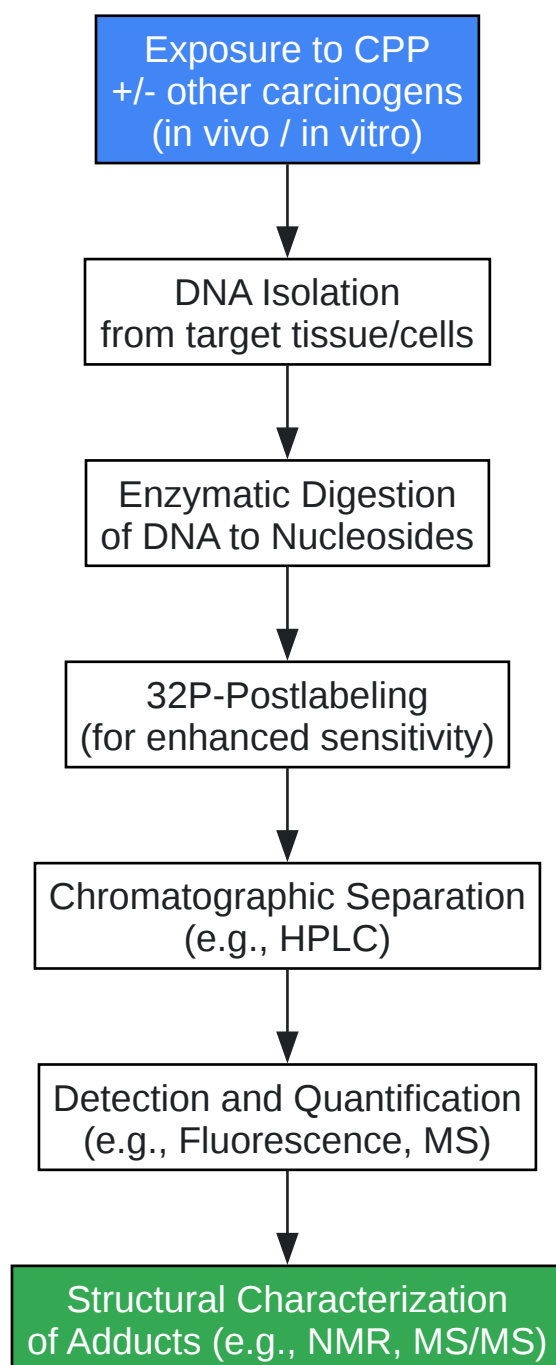 Exposure to CPP
+/- other carcinogens
(in vivo / in vitro)
DNA Isolation
from target tissue/cells
Enzymatic Digestion
of DNA to Nucleosides
32P-Postlabeling
(for enhanced sensitivity)
Chromatographic Separation
(e.g., HPLC)
Detection and Quantification
(e.g., Fluorescence, MS)
Structural Characterization
of Adducts (e.g., NMR, MS/MS)